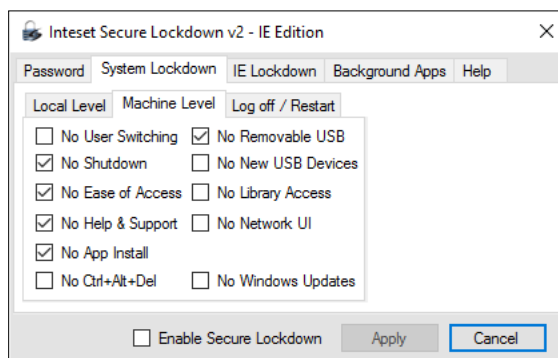 Inteset Secure Lockdown v2 - IE Edition
Password System Lockdown IE Lockdown Background Apps Help
Local Level Machine Level Log off / Restart
No User Switching No Removable USB
No Shutdown No New USB Devices
No Ease of Access No Library Access
No Help & Support No Network UI
No App Install
No Ctrl+Alt+Del No Windows Updates
Enable Secure Lockdown Apply Cancel